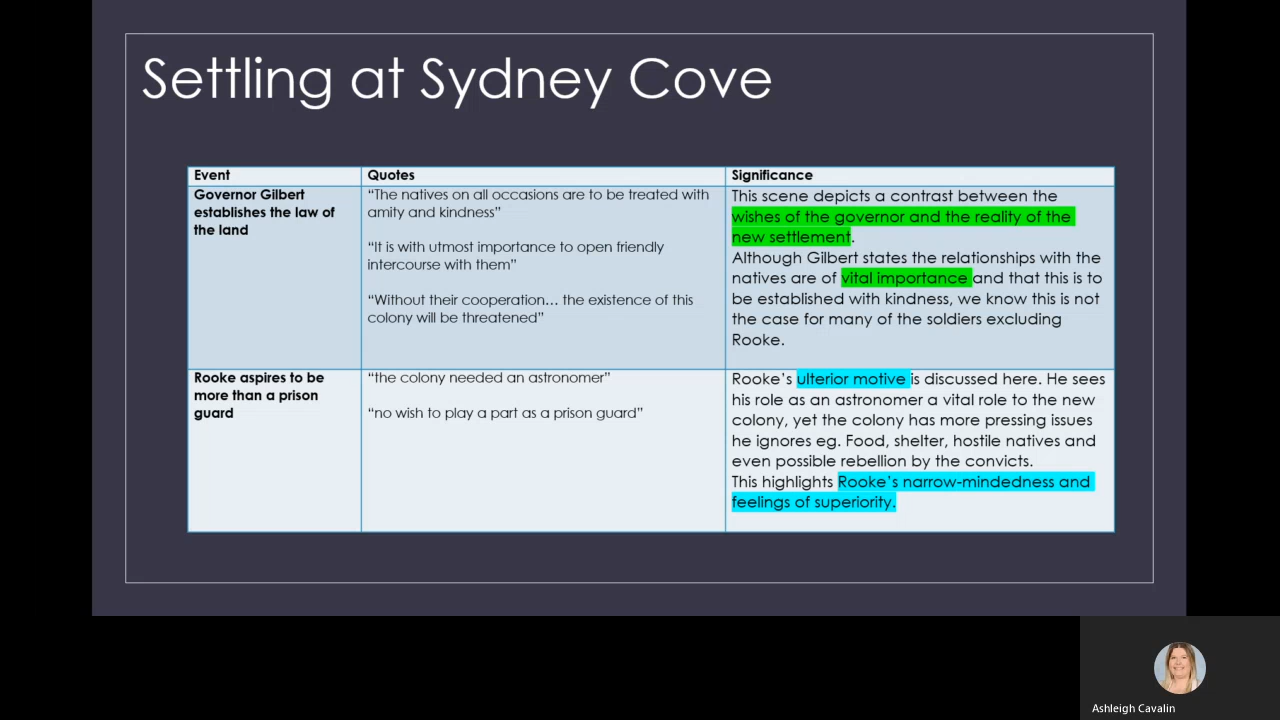 Settling at Sydney Cove
Event
Quotes
Significance
Governor Gilbert
establishes the law of
the land
“The natives on all occasions are to be treated with
amity and kindness”
“It is with utmost importance to open friendly
intercourse with them”
“Without their cooperation… the existence of this
colony will be threatened”
This scene depicts a contrast between the
wishes of the governor and the reality of the
new settlement.
Although Gilbert states the relationships with the
natives are of vital importance and that this is to
be established with kindness, we know this is not
the case for many of the soldiers excluding
Rooke.
Rooke aspires to be
more than a prison
guard
“the colony needed an astronomer”
“no wish to play a part as a prison guard”
Rooke’s ulterior motive is discussed here. He sees
his role as an astronomer a vital role to the new
colony, yet the colony has more pressing issues
he ignores eg. Food, shelter, hostile natives and
even possible rebellion by the convicts.
This highlights Rooke’s narrow-mindedness and
feelings of superiority.
Ashleigh Cavalin